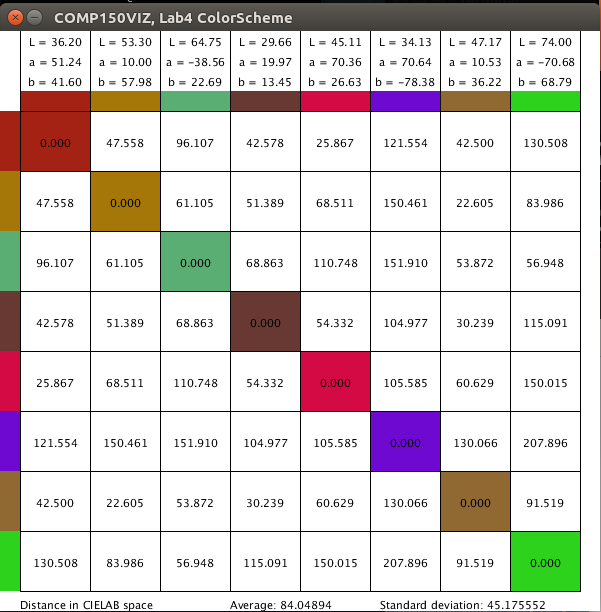 COMP150VIZ, Lab4 ColorScheme
L = 36.20 L = 53.30 L = 64.75 L = 29.66 L = 45.11 L = 34.13 L = 47.17 L = 74.00
a = 51.24 a = 10.00 a = −38.56 a = 19.97 a = 70.36 a = 70.64 a = 10.53 a = −70.68
b = 41.60 b = 57.98 b = 22.69 b = 13.45 b = 26.63 b = −78.38 b = 36.22 b = 68.79
0.000 47.558 96.107 42.578 25.867 121.554 42.500 130.508
47.558 0.000 61.105 51.389 68.511 150.461 22.605 83.986
96.107 61.105 0.000 68.863 110.748 151.910 53.872 56.948
42.578 51.389 68.863 0.000 54.332 104.977 30.239 115.091
25.867 68.511 110.748 54.332 0.000 105.585 60.629 150.015
121.554 150.461 151.910 104.977 105.585 0.000 130.066 207.896
42.500 22.605 53.872 30.239 60.629 130.066 0.000 91.519
130.508 83.986 56.948 115.091 150.015 207.896 91.519 0.000
Distance in CIELAB space Average: 84.04894 Standard deviation: 45.175552